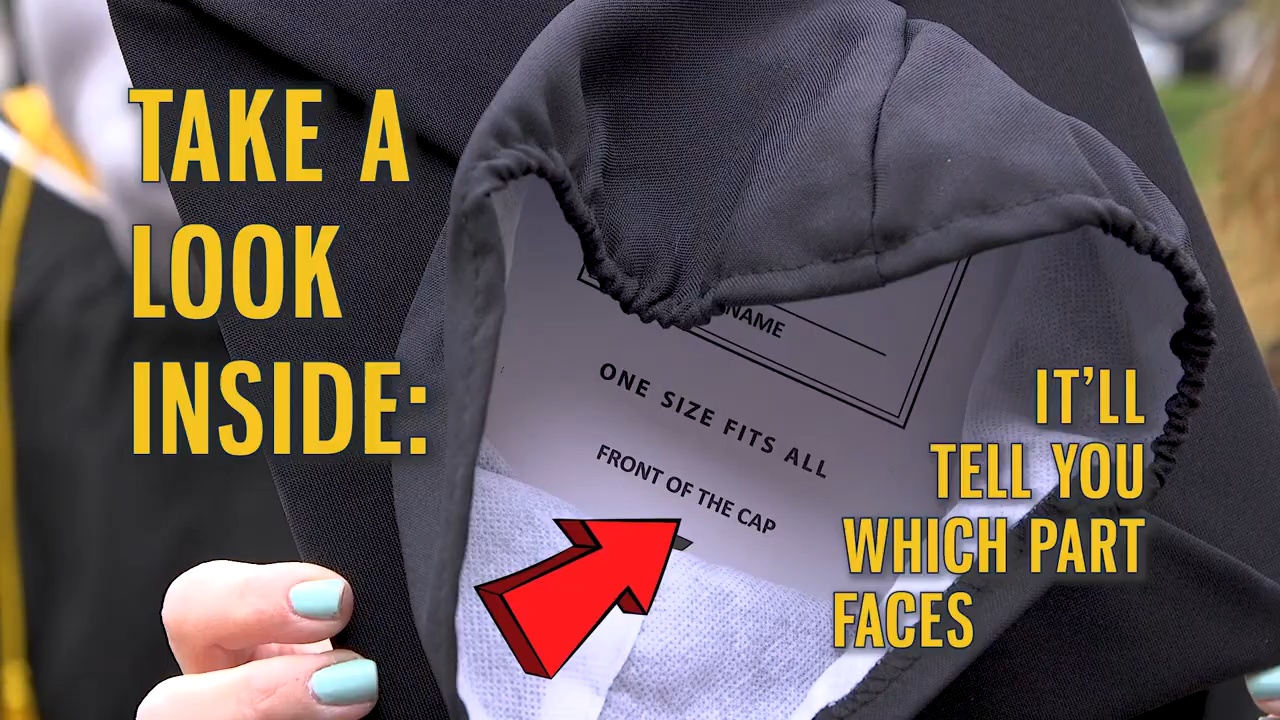 TAKE A
LOOK
INSIDE:
NAME
ONE SIZE FITS ALL
FRONT OF THE CAP
IT'LL
TELL YOU
WHICH PART
FACES